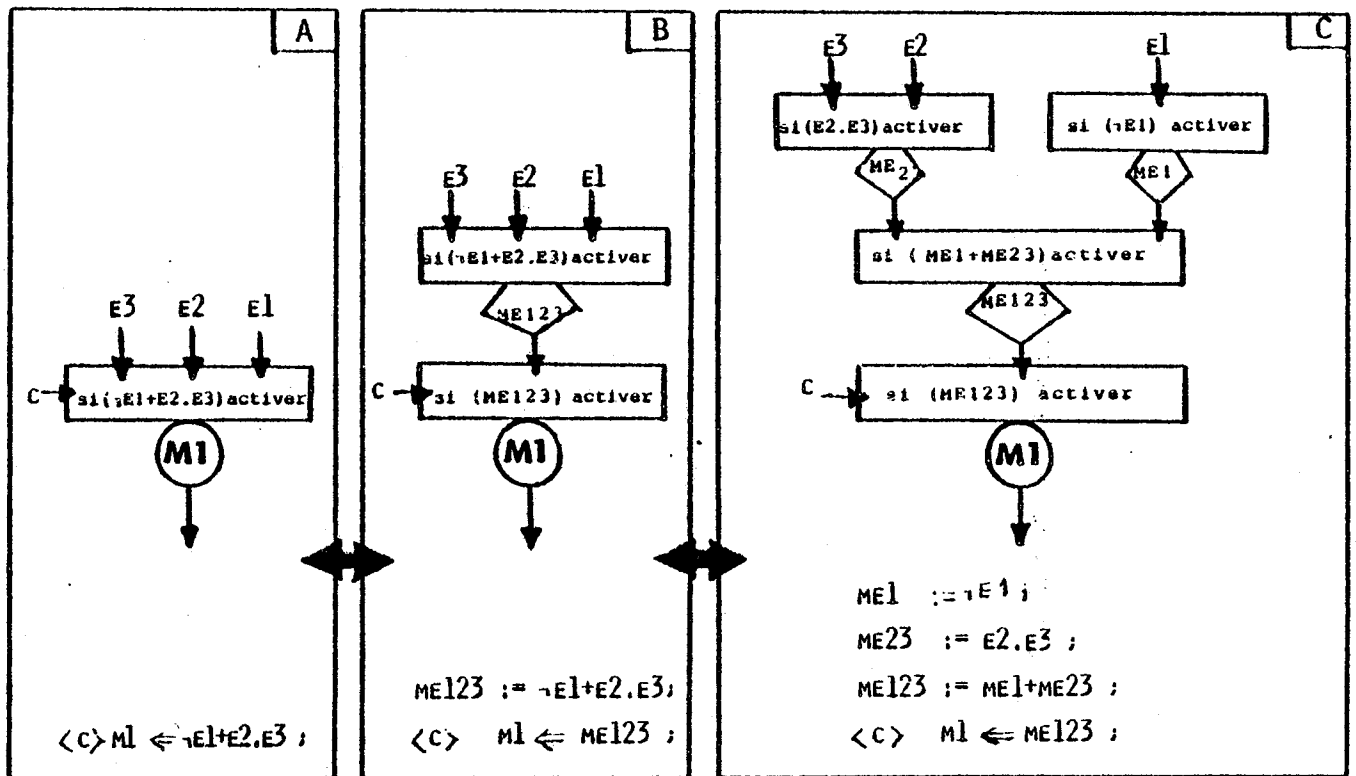 A
E3 E2 E1
C
si(¬E1+E2.E3)activer
M1
<C> M1 ⇐ ¬E1+E2.E3 ;
B
E3 E2 E1
si(¬E1+E2.E3)activer
ME123
C
si (ME123) activer
M1
ME123 := ¬E1+E2.E3;
<C> M1 ⇐ ME123 ;
C
E3 E2 E1
si(E2.E3)activer
si (¬E1) activer
ME2
ME1
si ( ME1+ME23)activer
ME123
C
si (ME123) activer
M1
ME1 :=¬E1 ;
ME23 := E2.E3 ;
ME123 := ME1+ME23 ;
<C> M1 ⇐ ME123 ;